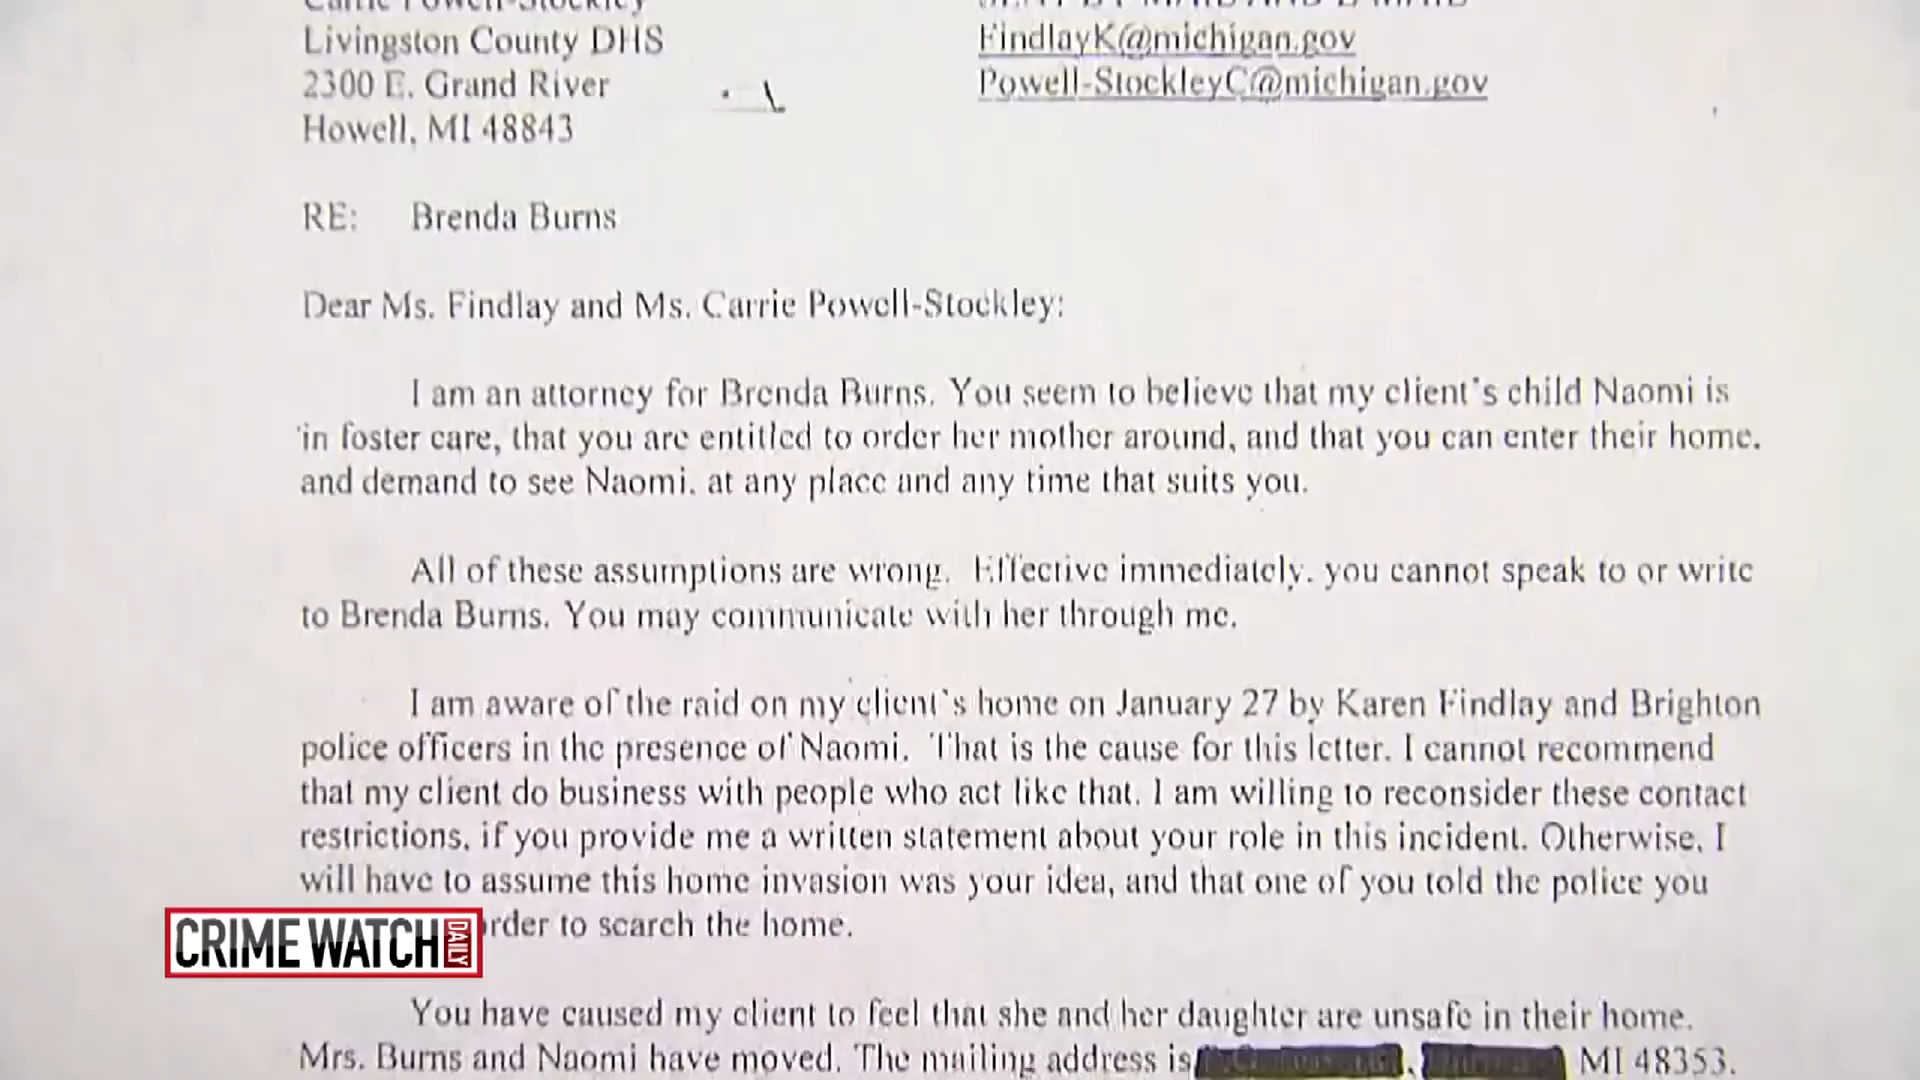 Carrie Powell-Stockley
SENT BY MAIL AND E-MAIL
Livingston County DHS
FindlayK@michigan.gov
2300 E. Grand River
Powell-StockleyC@michigan.gov
Howell, MI 48843
RE: Brenda Burns
Dear Ms. Findlay and Ms. Carrie Powell-Stockley:
I am an attorney for Brenda Burns. You seem to believe that my client's child Naomi is
in foster care, that you are entitled to order her mother around, and that you can enter their home,
and demand to see Naomi, at any place and any time that suits you.
All of these assumptions are wrong. Effective immediately, you cannot speak to or write
to Brenda Burns. You may communicate with her through me.
I am aware of the raid on my client's home on January 27 by Karen Findlay and Brighton
police officers in the presence of Naomi. That is the cause for this letter. I cannot recommend
that my client do business with people who act like that. I am willing to reconsider these contact
restrictions, if you provide me a written statement about your role in this incident. Otherwise, I
will have to assume this home invasion was your idea, and that one of you told the police you
rder to search the home.
CRIME WATCH DAILY
You have caused my client to feel that she and her daughter are unsafe in their home.
Mrs. Burns and Naomi have moved. The mailing address is , MI 48353.